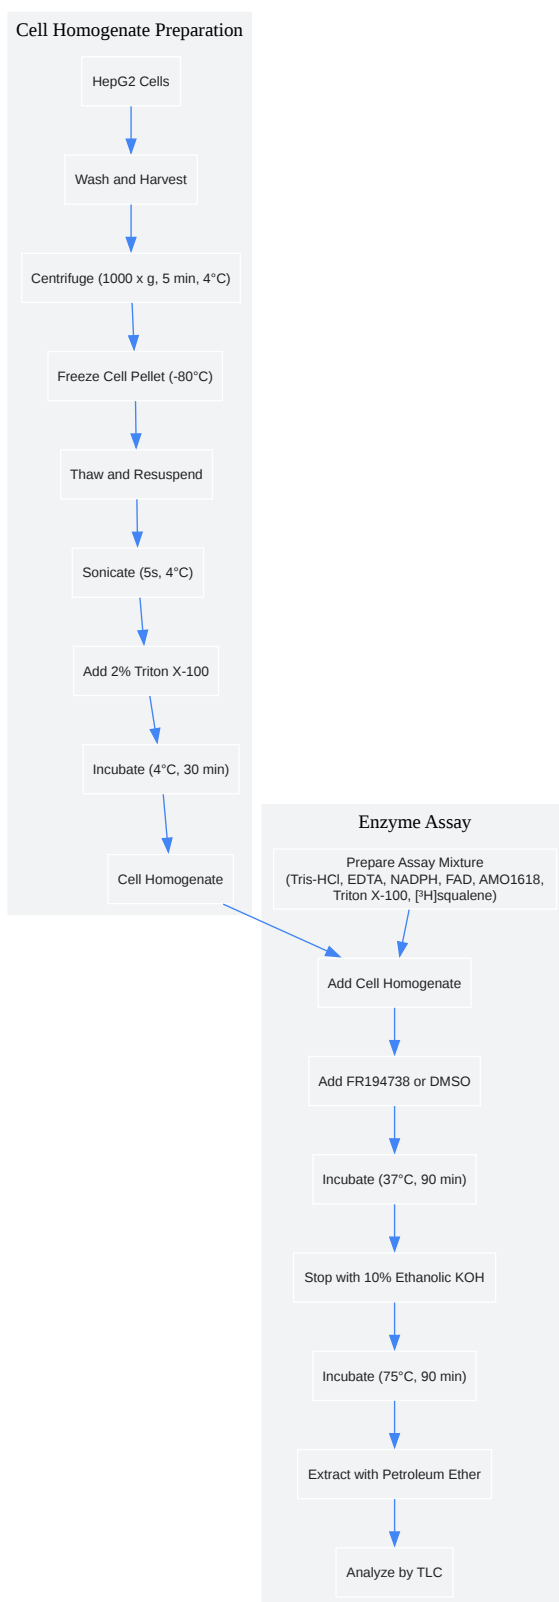 Cell Homogenate Preparation
HepG2 Cells
Wash and Harvest
Centrifuge (1000 x g, 5 min, 4°C)
Freeze Cell Pellet (-80°C)
Thaw and Resuspend
Sonicate (5s, 4°C)
Add 2% Triton X-100
Incubate (4°C, 30 min)
Cell Homogenate
Enzyme Assay
Prepare Assay Mixture
(Tris-HCl, EDTA, NADPH, FAD, AMO1618,
Triton X-100, [³H]squalene)
Add Cell Homogenate
Add FR194738 or DMSO
Incubate (37°C, 90 min)
Stop with 10% Ethanolic KOH
Incubate (75°C, 90 min)
Extract with Petroleum Ether
Analyze by TLC